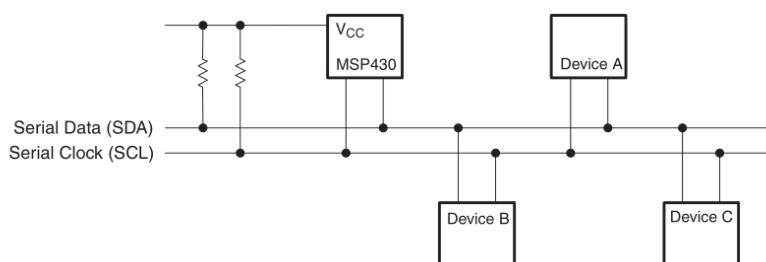 VCC
MSP430
Device A
Serial Data (SDA)
Serial Clock (SCL)
Device B
Device C